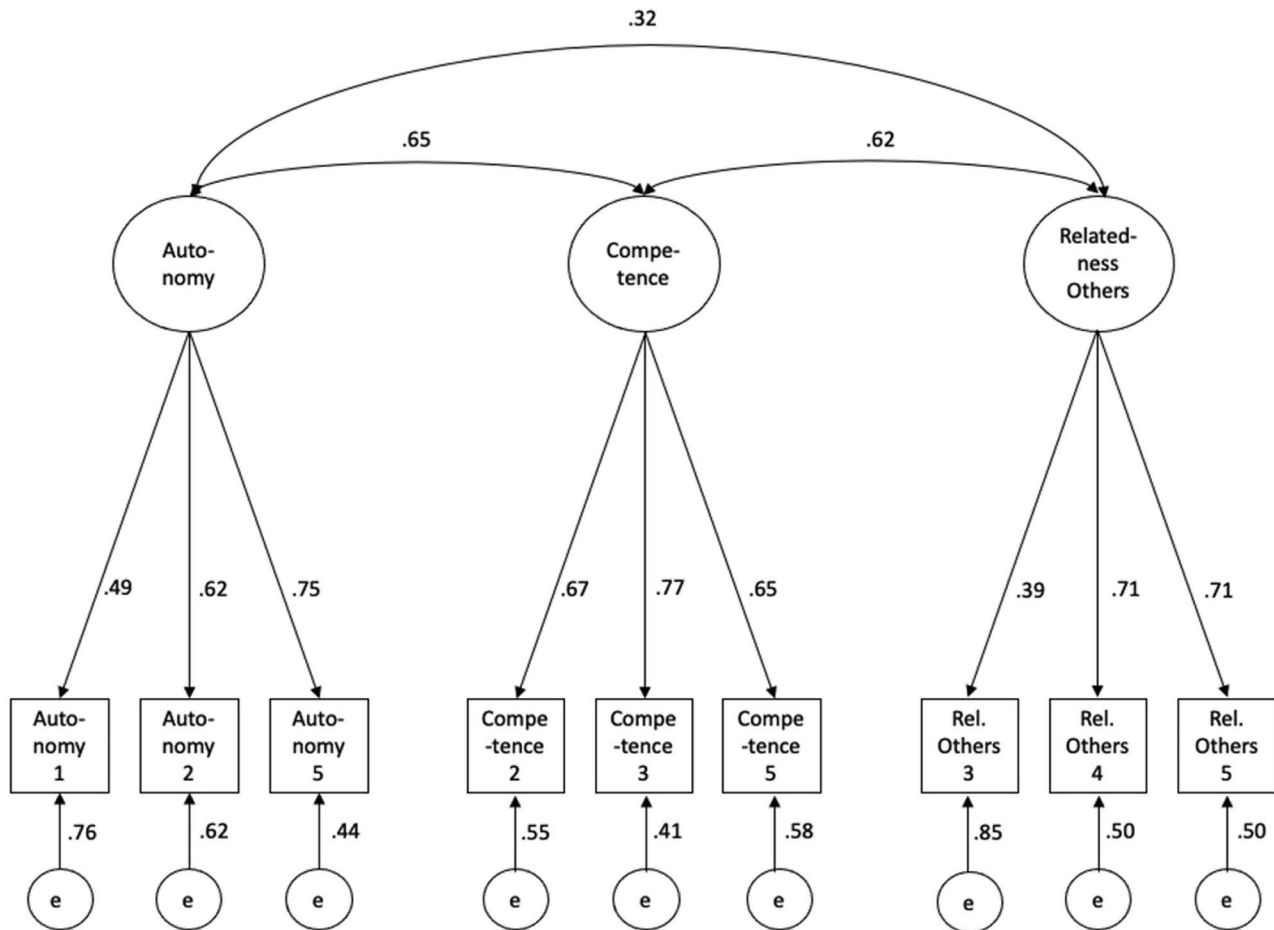 .32
.65
.62
Auto-
nomy
Compe-
tence
Related-
ness
Others
.49
.62
.75
.67
.77
.65
.39
.71
.71
Auto-
nomy
1
Auto-
nomy
2
Auto-
nomy
5
Compe
-tence
2
Compe
-tence
3
Compe
-tence
5
Rel.
Others
3
Rel.
Others
4
Rel.
Others
5
.76
.62
.44
.55
.41
.58
.85
.50
.50
e
e
e
e
e
e
e
e
e